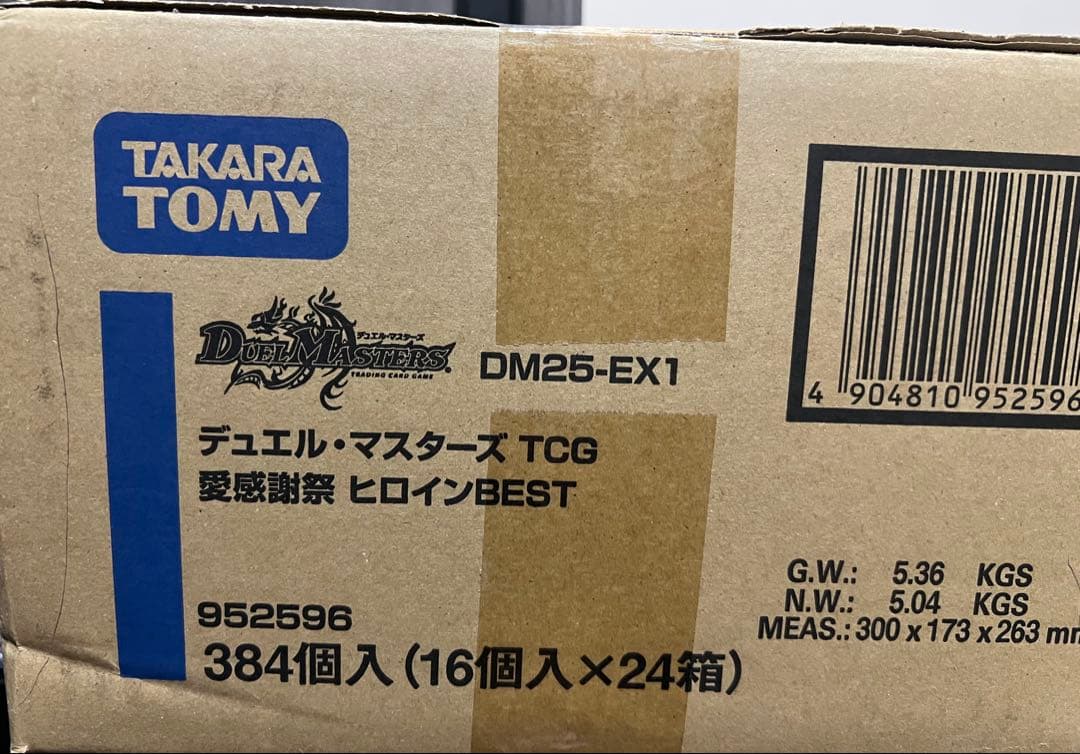 TAKARA
TOMY
デュエル・マスターズ
DUEL MASTERS
TRADING CARD GAME
DM25-EX1
デュエル・マスターズ TCG
愛感謝祭 ヒロインBEST
952596
384個入(16個入×24箱)
4 904810 952596
G.W.: 5.36 KGS
N.W.: 5.04 KGS
MEAS.: 300 x 173 x 263 mm